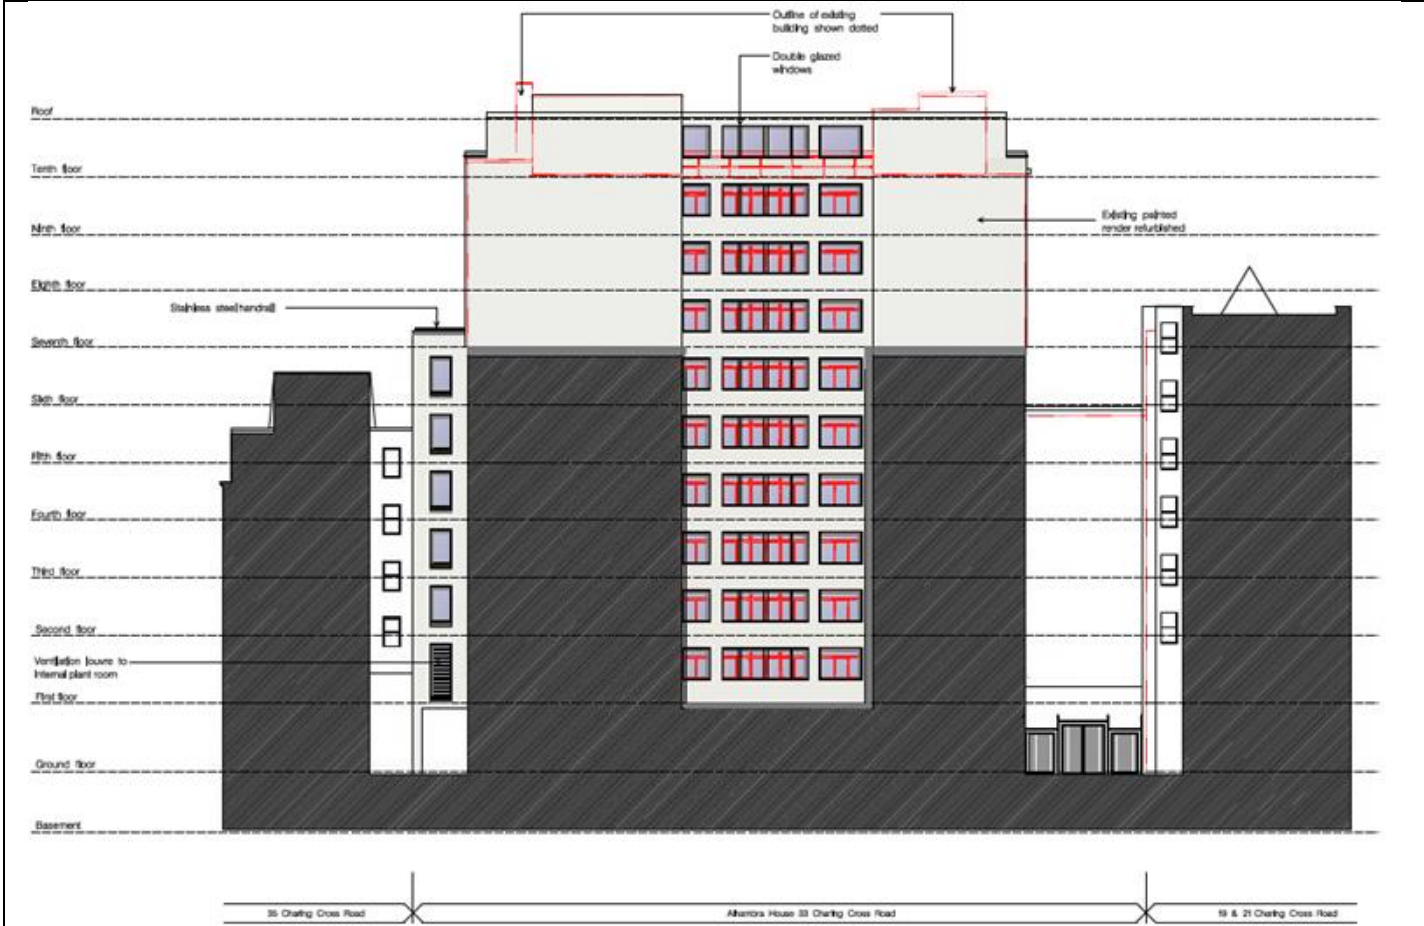 Outline of existing
building shown dotted
Double glazed
windows
Roof
Tenth floor
Ninth floor
Existing painted
render refurbished
Eighth floor
Stainless steel handrail
Seventh floor
Sixth floor
Fifth floor
Fourth floor
Third floor
Second floor
Ventilation louvre to
internal plant room
First floor
Ground floor
Basement
35 Charing Cross Road
Alhambra House 33 Charing Cross Road
19 & 21 Charing Cross Road